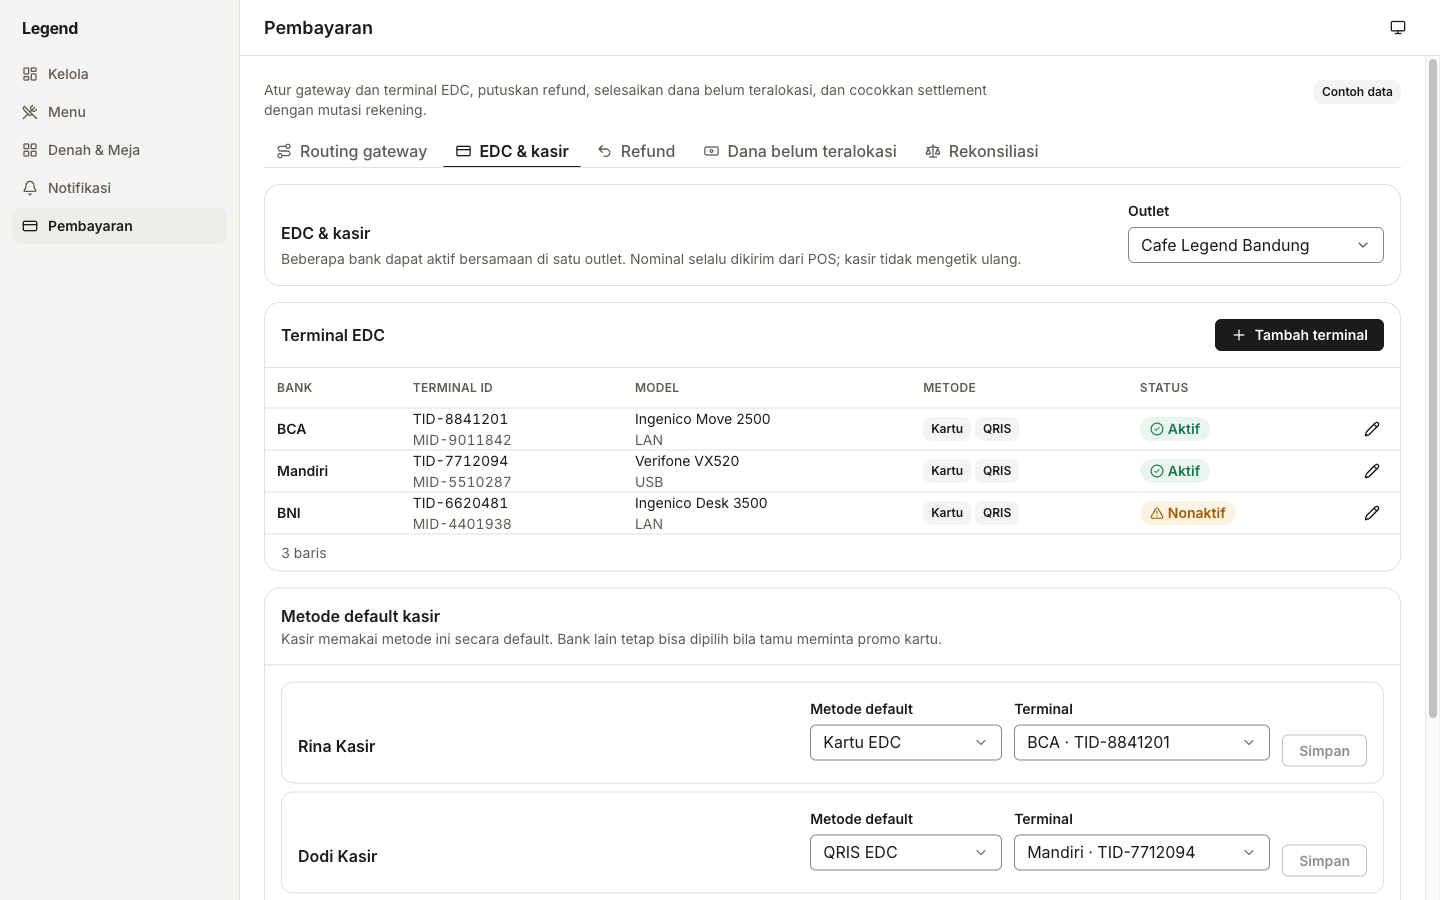 Legend
Kelola
Menu
Denah & Meja
Notifikasi
Pembayaran
Pembayaran
Atur gateway dan terminal EDC, putuskan refund, selesaikan dana belum teralokasi, dan cocokkan settlement
dengan mutasi rekening.
Contoh data
Routing gateway
EDC & kasir
Refund
Dana belum teralokasi
Rekonsiliasi
EDC & kasir
Beberapa bank dapat aktif bersamaan di satu outlet. Nominal selalu dikirim dari POS; kasir tidak mengetik ulang.
Outlet
Cafe Legend Bandung
Terminal EDC
Tambah terminal
BANK TERMINAL ID MODEL METODE STATUS
BCA TID-8841201 Ingenico Move 2500 Kartu QRIS Aktif
MID-9011842 LAN
Mandiri TID-7712094 Verifone VX520 Kartu QRIS Aktif
MID-5510287 USB
BNI TID-6620481 Ingenico Desk 3500 Kartu QRIS Nonaktif
MID-4401938 LAN
3 baris
Metode default kasir
Kasir memakai metode ini secara default. Bank lain tetap bisa dipilih bila tamu meminta promo kartu.
Metode default Terminal
Rina Kasir Kartu EDC BCA · TID-8841201 Simpan
Metode default Terminal
Dodi Kasir QRIS EDC Mandiri · TID-7712094 Simpan